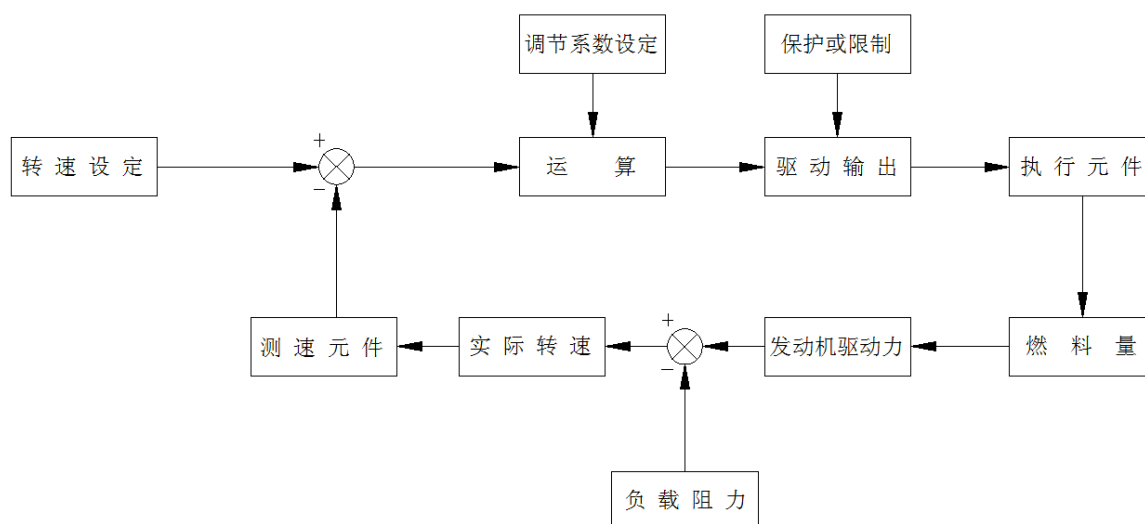 调节系数设定
保护或限制
转速设定
+
−
运算
驱动输出
执行元件
测速元件
实际转速
+
−
发动机驱动力
燃料量
负载阻力